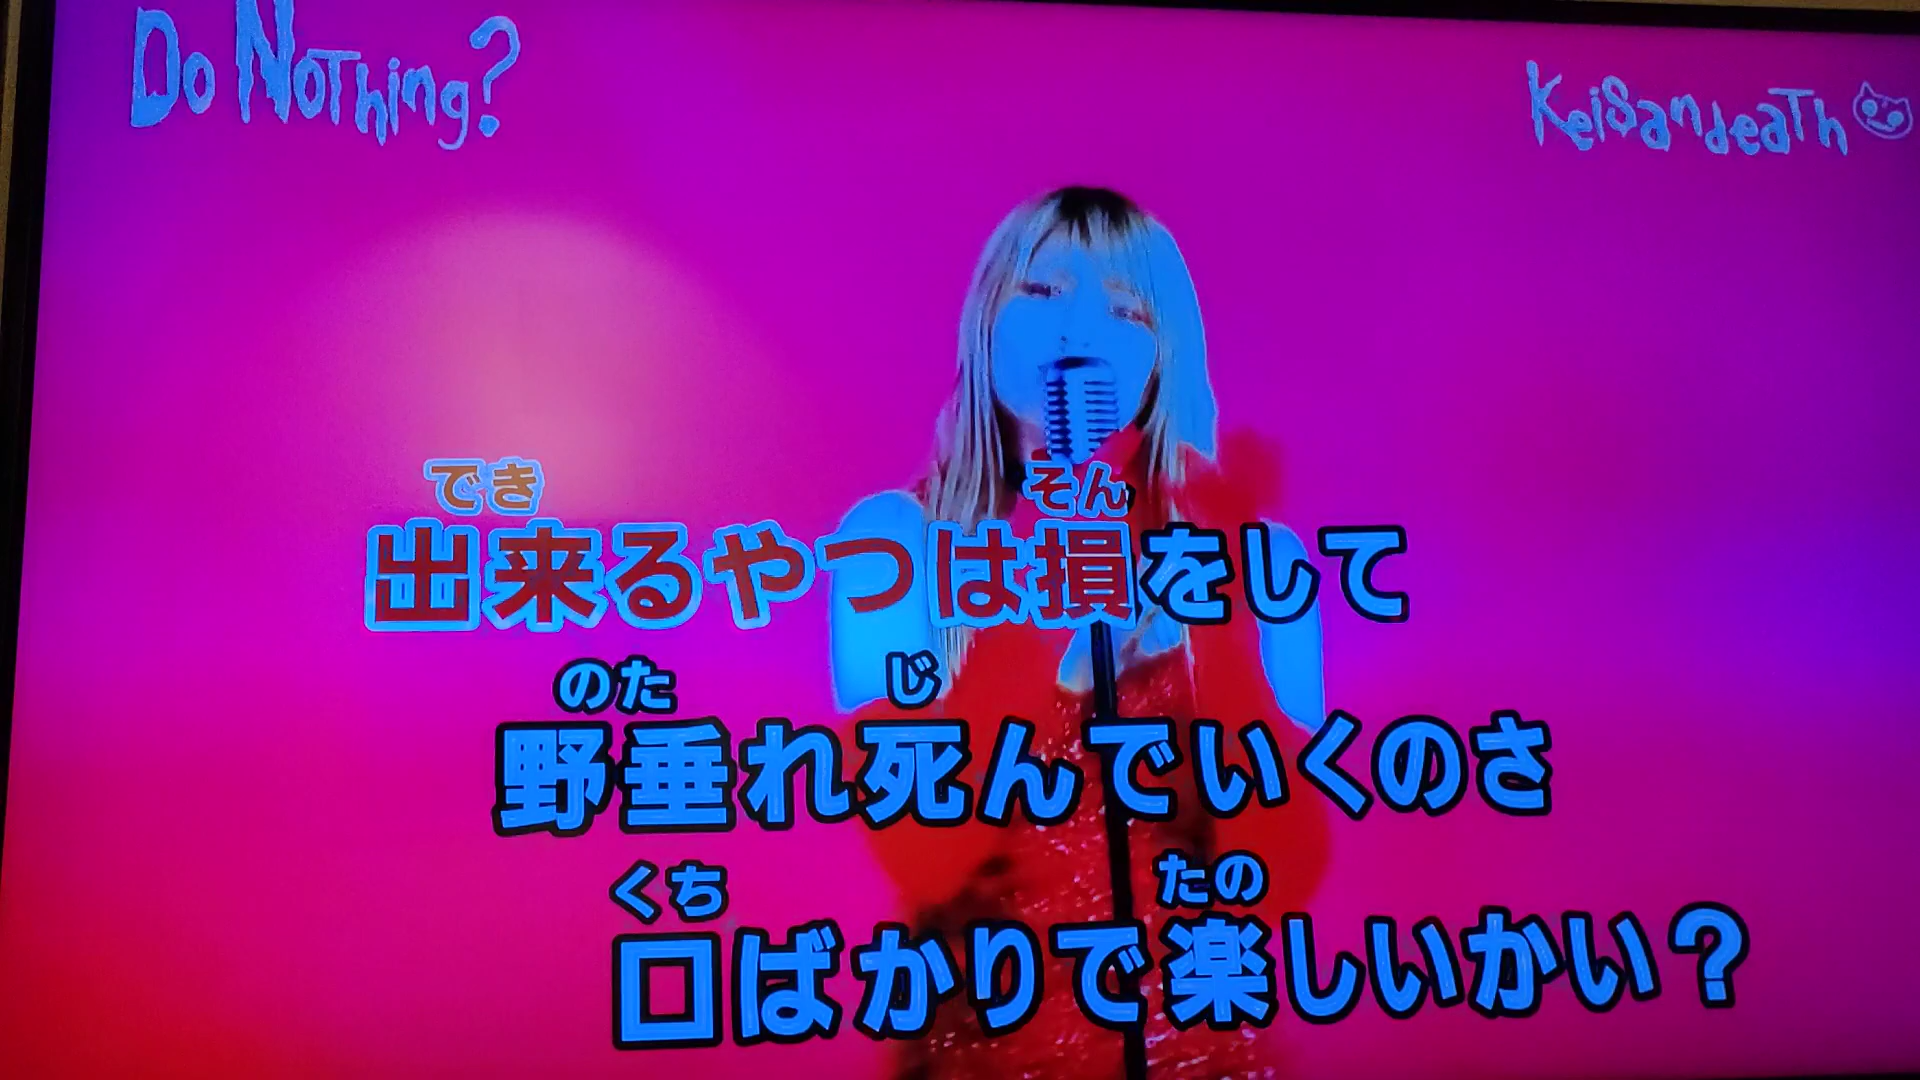 Do Nothing?
Keisandeath
でき そん
出来るやつは損をして
のた じ
野垂れ死んでいくのさ
くち たの
口ばかりで楽しいかい？